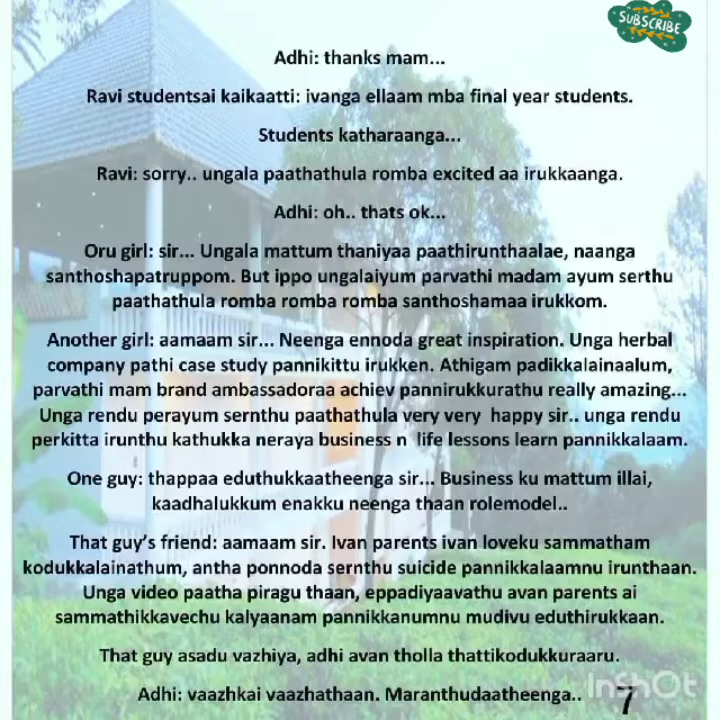 SUBSCRIBE
Adhi: thanks mam...
Ravi studentsai kaikaatti: ivanga ellaam mba final year students.
Students katharaanga...
Ravi: sorry.. ungala paathathula romba excited aa irukkaanga.
Adhi: oh.. thats ok...
Oru girl: sir... Ungala mattum thaniyaa paathirunthaalae, naanga
santhoshapatruppom. But ippo ungalaiyum parvathi madam ayum serthu
paathathula romba romba romba santhoshamaa irukkom.
Another girl: aamaam sir... Neenga ennoda great inspiration. Unga herbal
company pathi case study pannikittu irukken. Athigam padikkalainaalum,
parvathi mam brand ambassadoraa achiev pannirukkurathu really amazing...
Unga rendu perayum sernthu paathathula very very happy sir.. unga rendu
perkitta irunthu kathukka neraya business n life lessons learn pannikkalaam.
One guy: thappaa eduthukkaatheenga sir... Business ku mattum illai,
kaadhalukkum enakku neenga thaan rolemodel..
That guy's friend: aamaam sir. Ivan parents ivan loveku sammatham
kodukkalainathum, antha ponnoda sernthu suicide pannikkalaamnu irunthaan.
Unga video paatha piragu thaan, eppadiyaavathu avan parents ai
sammathikkavechu kalyaanam pannikkanumnu mudivu eduthirukkaan.
That guy asadu vazhiya, adhi avan tholla thattikodukkuraaru.
Adhi: vaazhkai vaazhathaan. Maranthudaatheenga..
InShOt
7